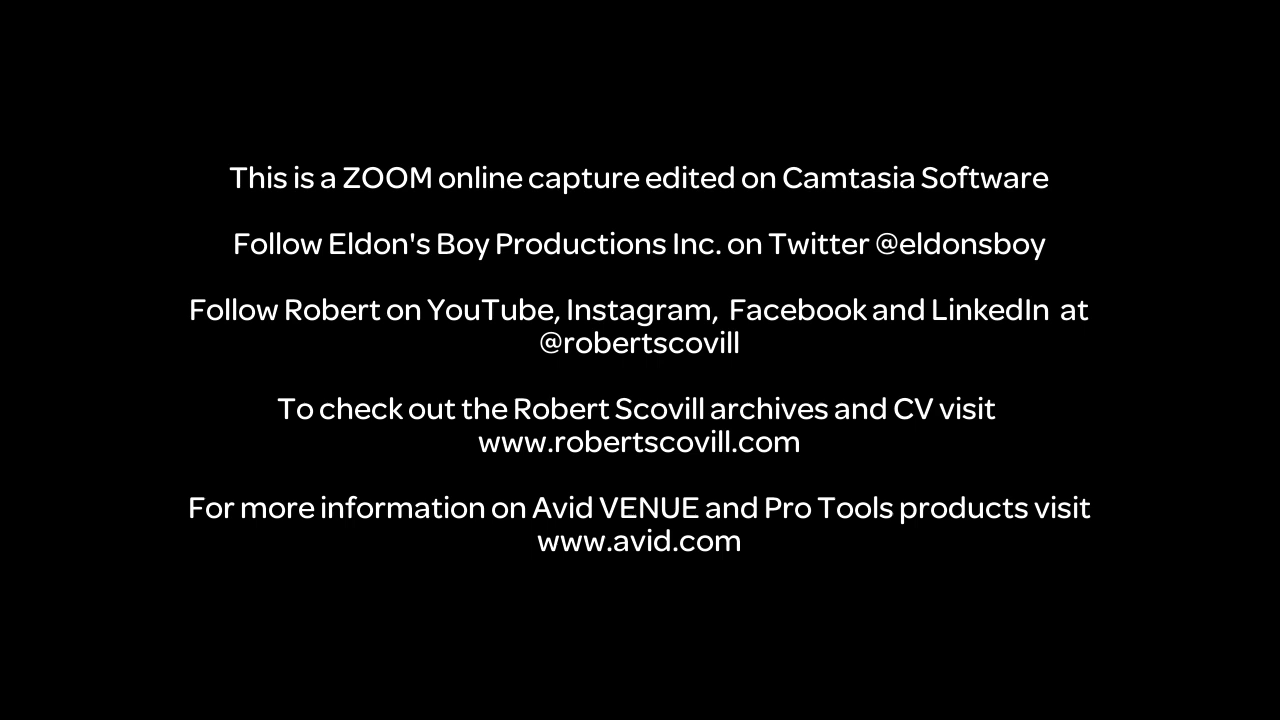 This is a ZOOM online capture edited on Camtasia Software
Follow Eldon's Boy Productions Inc. on Twitter @eldonsboy
Follow Robert on YouTube, Instagram,  Facebook and LinkedIn  at
@robertscovill
To check out the Robert Scovill archives and CV visit
www.robertscovill.com
For more information on Avid VENUE and Pro Tools products visit
www.avid.com